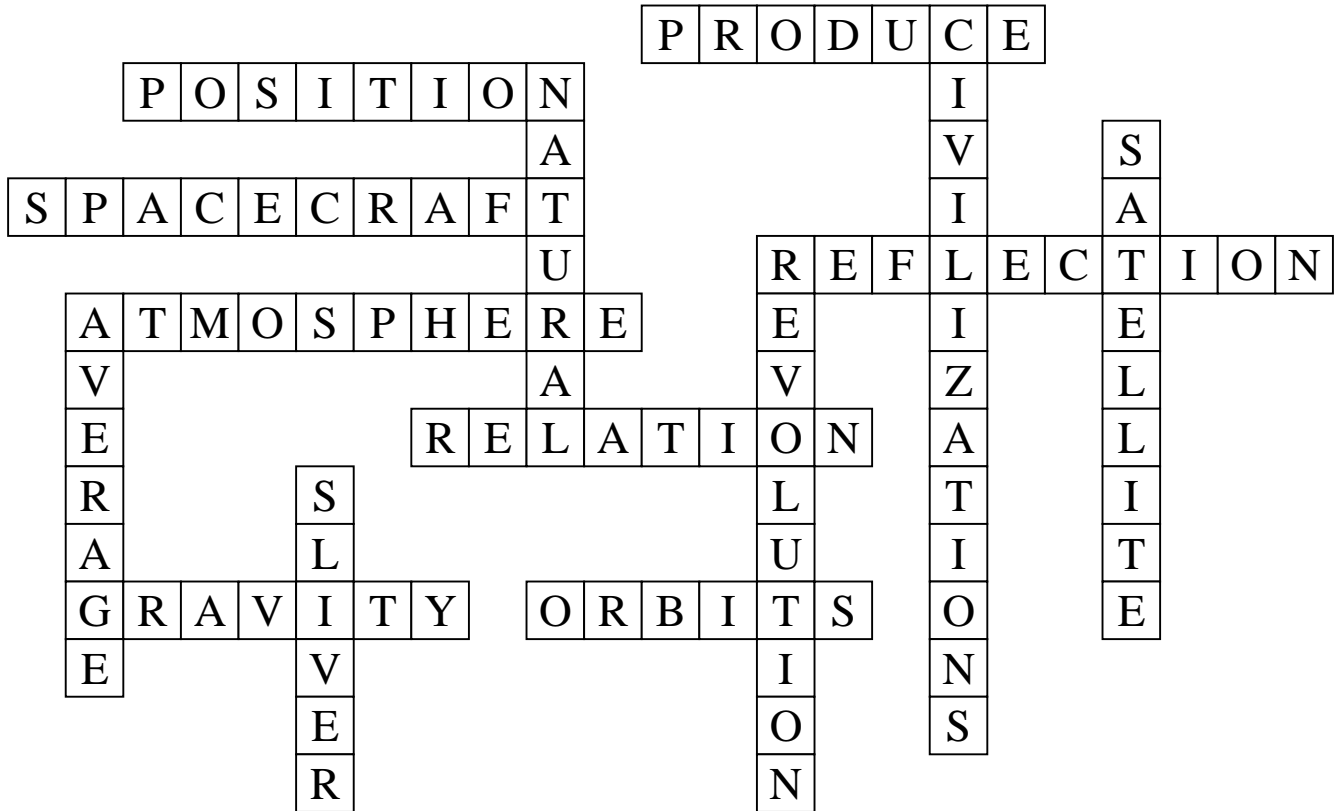 PRODUCE
CIVILIZATIONS
POSITION
NATURAL
SATELLITE
SPACECRAFT
REFLECTION
REVOLUTION
ATMOSPHERE
AVERAGE
RELATION
SLIVER
GRAVITY
ORBITS